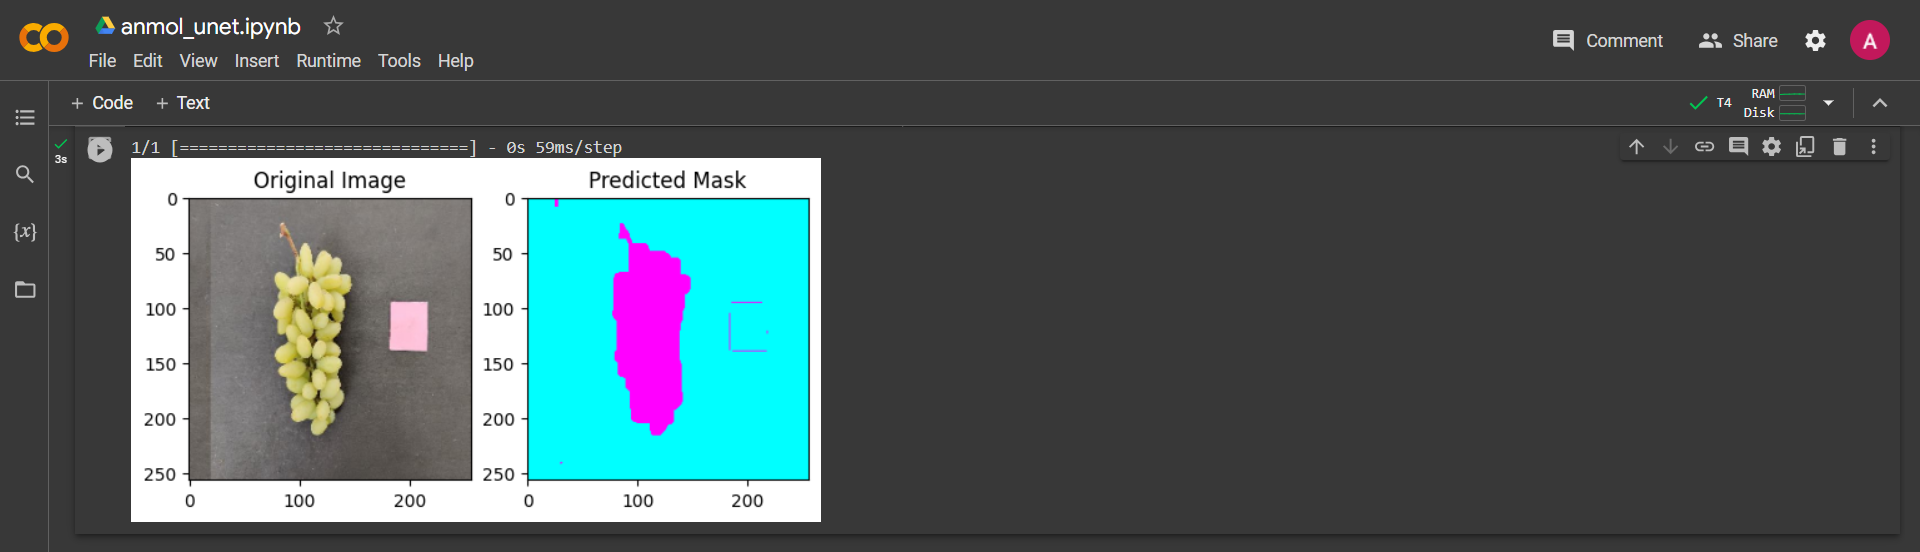 anmol_unet.ipynb
File Edit View Insert Runtime Tools Help
Comment Share A
+ Code + Text
T4 RAM Disk
3s
1/1 [==============================] - 0s 59ms/step
{x}
Original Image Predicted Mask
0 0
50 50
100 100
150 150
200 200
250 250
0 100 200 0 100 200